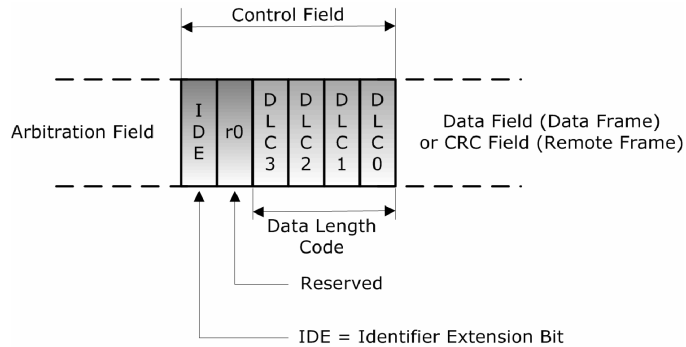 Control Field
Arbitration Field
IDE
r0
DLC3
DLC2
DLC1
DLC0
Data Field (Data Frame)
or CRC Field (Remote Frame)
Data Length
Code
Reserved
IDE = Identifier Extension Bit